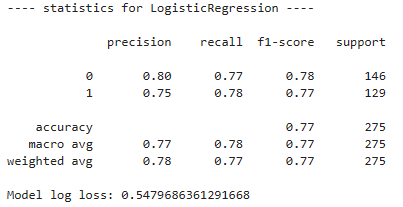 ---- statistics for LogisticRegression ----
precision recall f1-score support
0 0.80 0.77 0.78 146
1 0.75 0.78 0.77 129
accuracy 0.77 275
macro avg 0.77 0.78 0.77 275
weighted avg 0.78 0.77 0.77 275
Model log loss: 0.5479686361291668